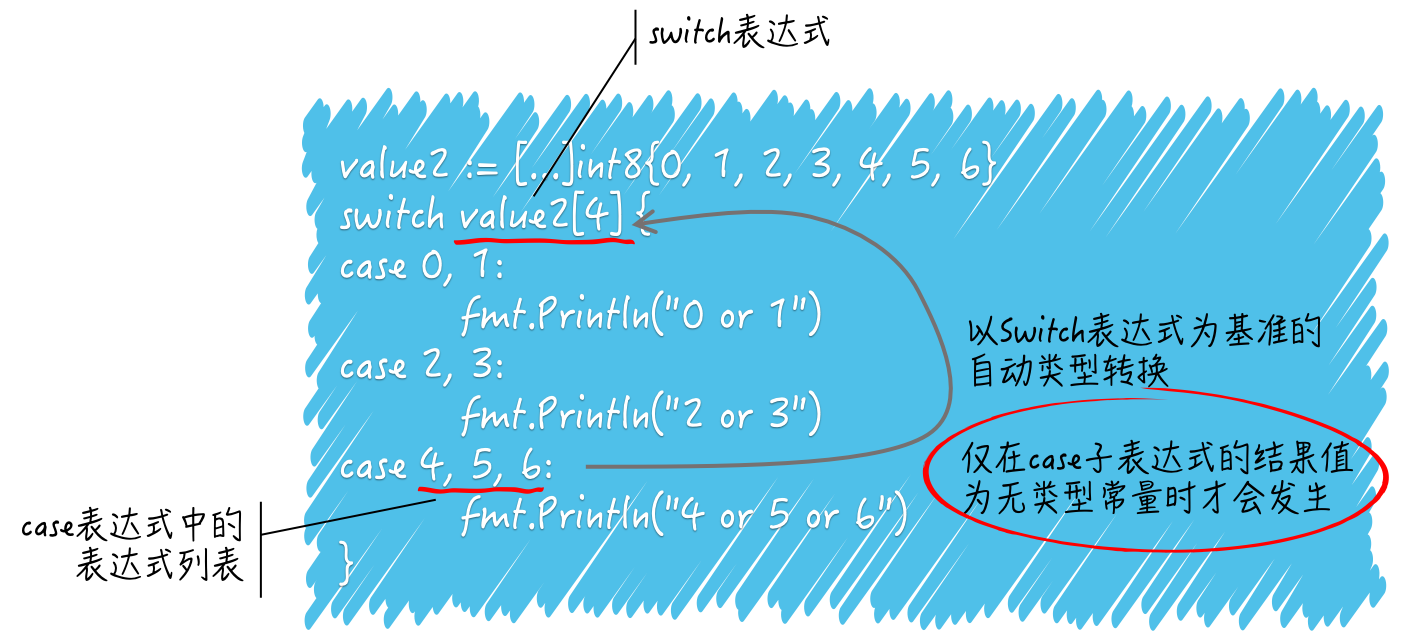 switch表达式
value2 := [...]int8{0, 1, 2, 3, 4, 5, 6}
switch value2[4] {
case 0, 1:
fmt.Println("0 or 1")
case 2, 3:
fmt.Println("2 or 3")
case 4, 5, 6:
fmt.Println("4 or 5 or 6")
}
以Switch表达式为基准的
自动类型转换
仅在case子表达式的结果值
为无类型常量时才会发生
case表达式中的
表达式列表